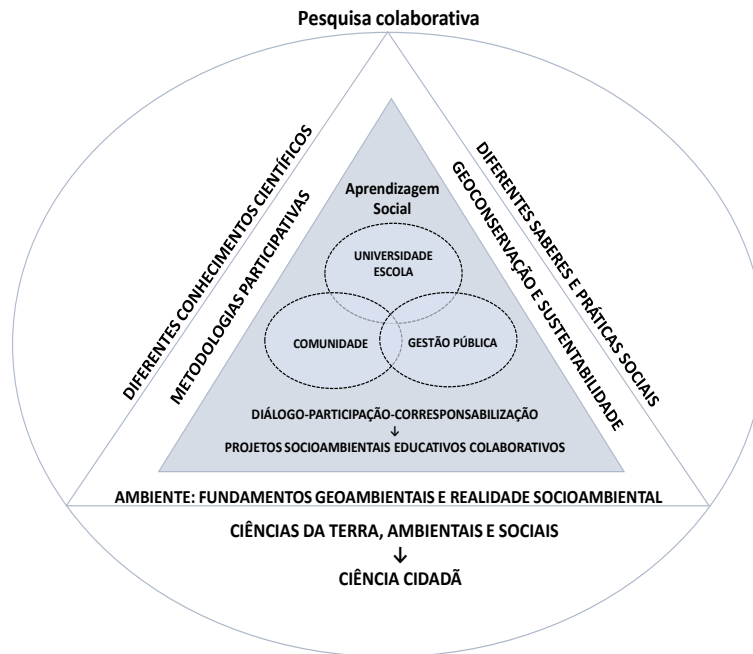 Pesquisa colaborativa
DIFERENTES CONHECIMENTOS CIENTÍFICOS
METODOLOGIAS PARTICIPATIVAS
DIFERENTES SABERES E PRÁTICAS SOCIAIS
GEOCONSERVAÇÃO E SUSTENTABILIDADE
Aprendizagem
Social
UNIVERSIDADE
ESCOLA
COMUNIDADE
GESTÃO PÚBLICA
DIÁLOGO-PARTICIPAÇÃO-CORRESPONSABILIZAÇÃO
↓
PROJETOS SOCIOAMBIENTAIS EDUCATIVOS COLABORATIVOS
AMBIENTE: FUNDAMENTOS GEOAMBIENTAIS E REALIDADE SOCIOAMBIENTAL
CIÊNCIAS DA TERRA, AMBIENTAIS E SOCIAIS
↓
CIÊNCIA CIDADÃ